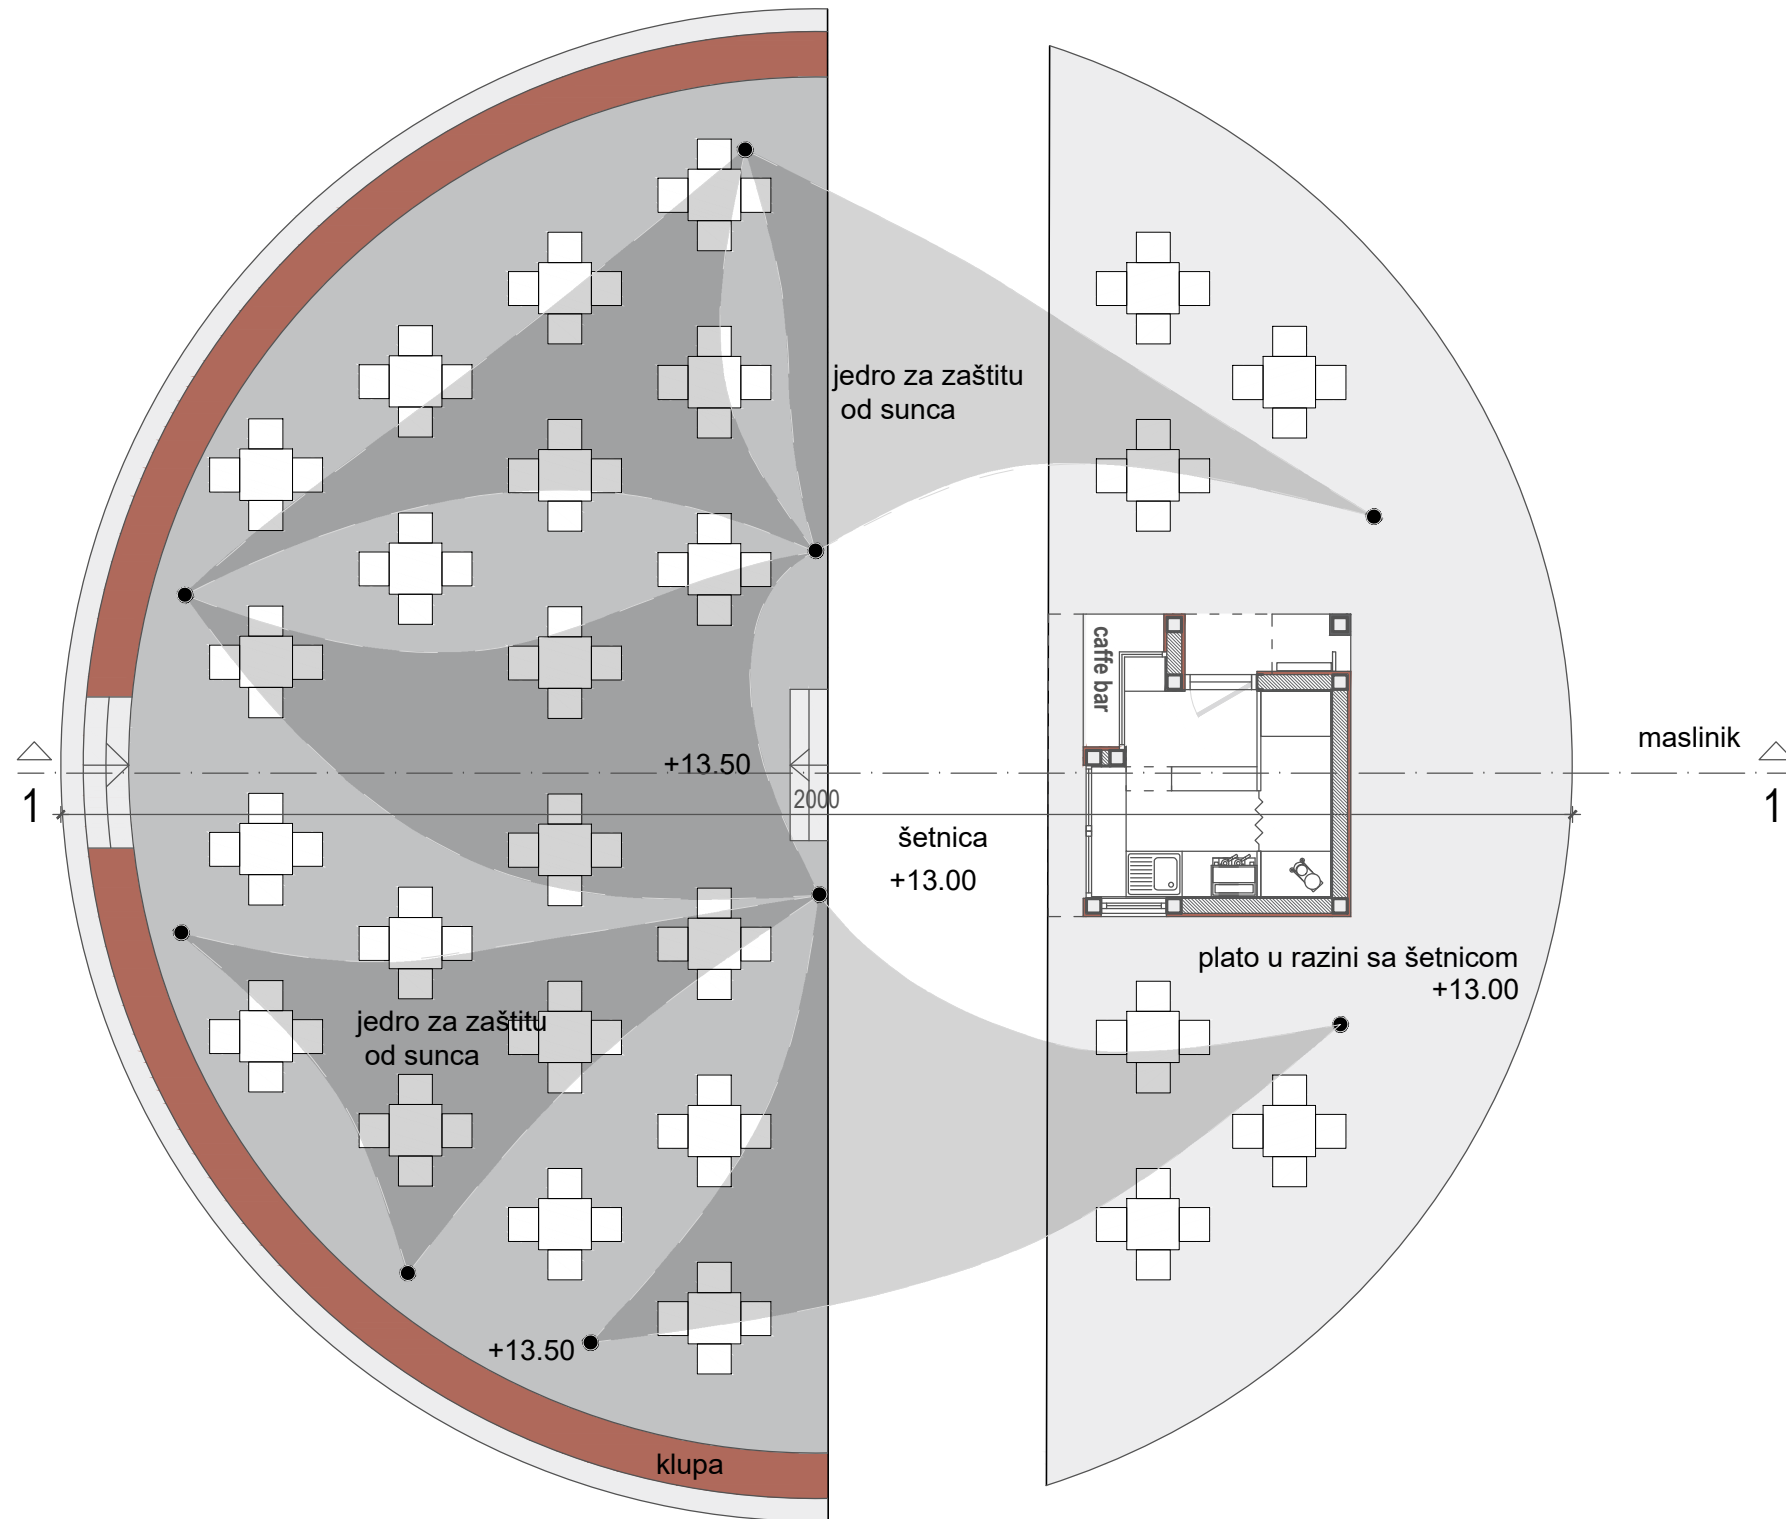 jedro za zaštitu
od sunca
caffe bar
maslinik
+13.50
1
2000
1
šetnica
+13.00
plato u razini sa šetnicom
+13.00
jedro za zaštitu
od sunca
+13.50
klupa